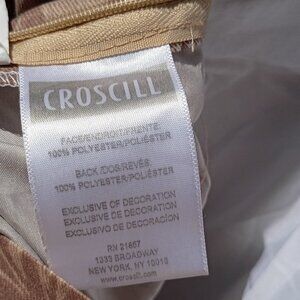 CROSCILL
FACE/ENDROIT/FRENTE:
100% POLYESTER/POLIÉSTER
BACK/DOS/REVÉS:
100% POLYESTER/POLIÉSTER
EXCLUSIVE OF DECORATION
EXCLUSIVE DE DECORATION
EXCLUSIVO DE DECORACIÓN
RN 21867
1333 BROADWAY
NEW YORK, NY 10018
www.croscill.com